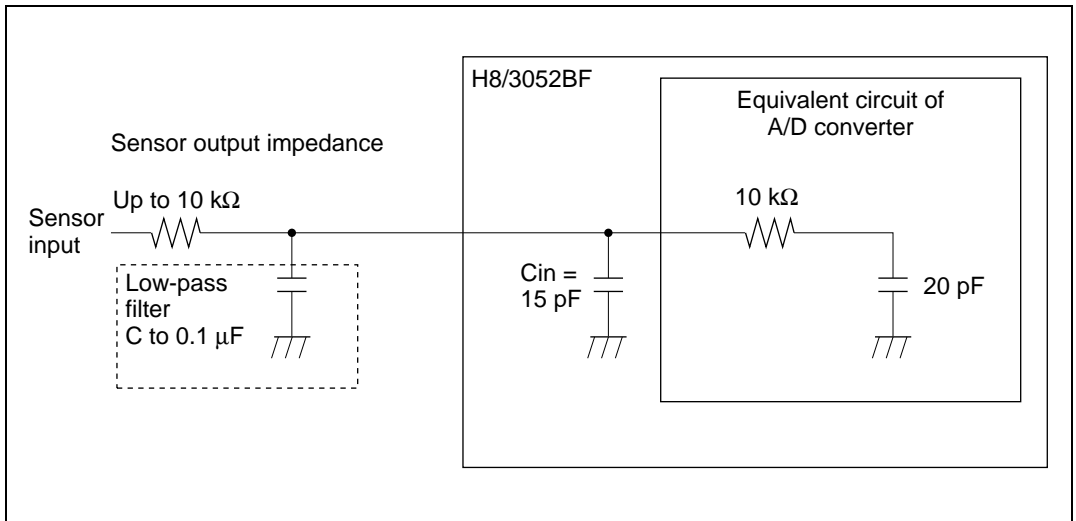 H8/3052BF
Equivalent circuit of
A/D converter
Sensor output impedance
Up to 10 kΩ
10 kΩ
Sensor
input
Low-pass
filter
C to 0.1 μF
Cin =
15 pF
20 pF